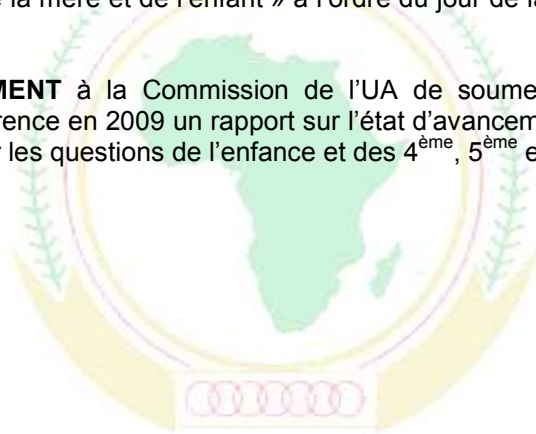 la mère et de l'enfant » à l'ordre du jour de la
MENT à la Commission de l'UA de soume
rence en 2009 un rapport sur l'état d'avancem
r les questions de l'enfance et des 4ème, 5ème e